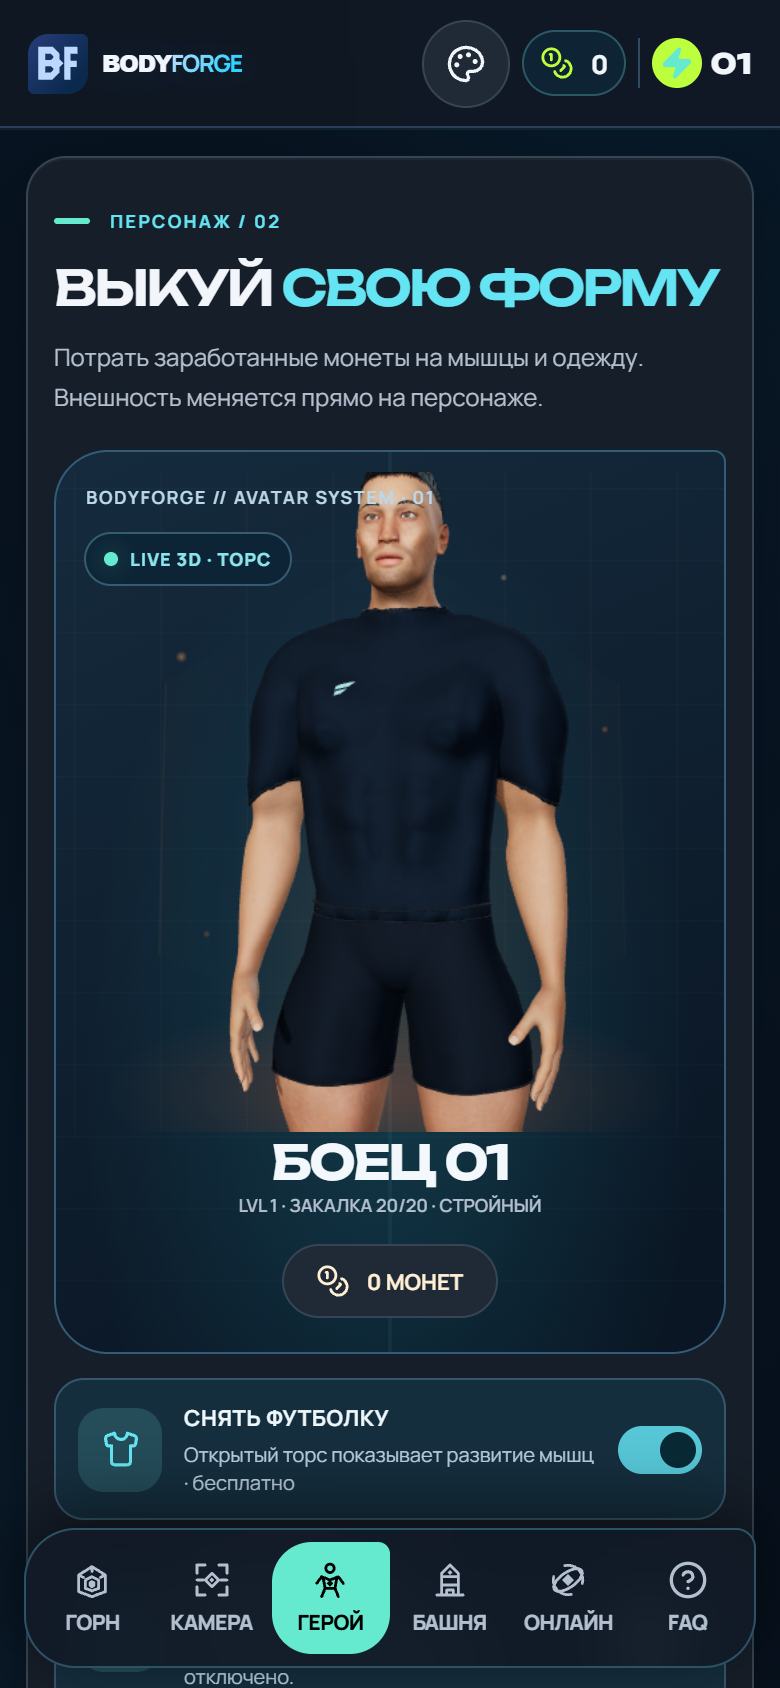 BF BODYFORGE
0
01
ПЕРСОНАЖ / 02
ВЫКУЙ СВОЮ ФОРМУ
Потрать заработанные монеты на мышцы и одежду.
Внешность меняется прямо на персонаже.
BODYFORGE // AVATAR SYSTEM · 01
LIVE 3D · ТОРС
БОЕЦ 01
LVL 1 · ЗАКАЛКА 20/20 · СТРОЙНЫЙ
0 МОНЕТ
СНЯТЬ ФУТБОЛКУ
Открытый торс показывает развитие мышц
· бесплатно
ГОРН КАМЕРА ГЕРОЙ БАШНЯ ОНЛАЙН FAQ
отключено.